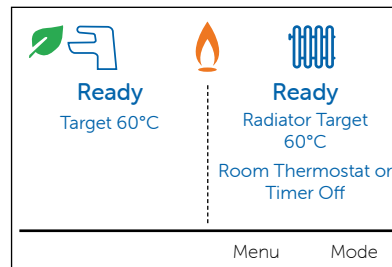 Ready
Target 60°C
Ready
Radiator Target
60°C
Room Thermostat or
Timer Off
Menu Mode